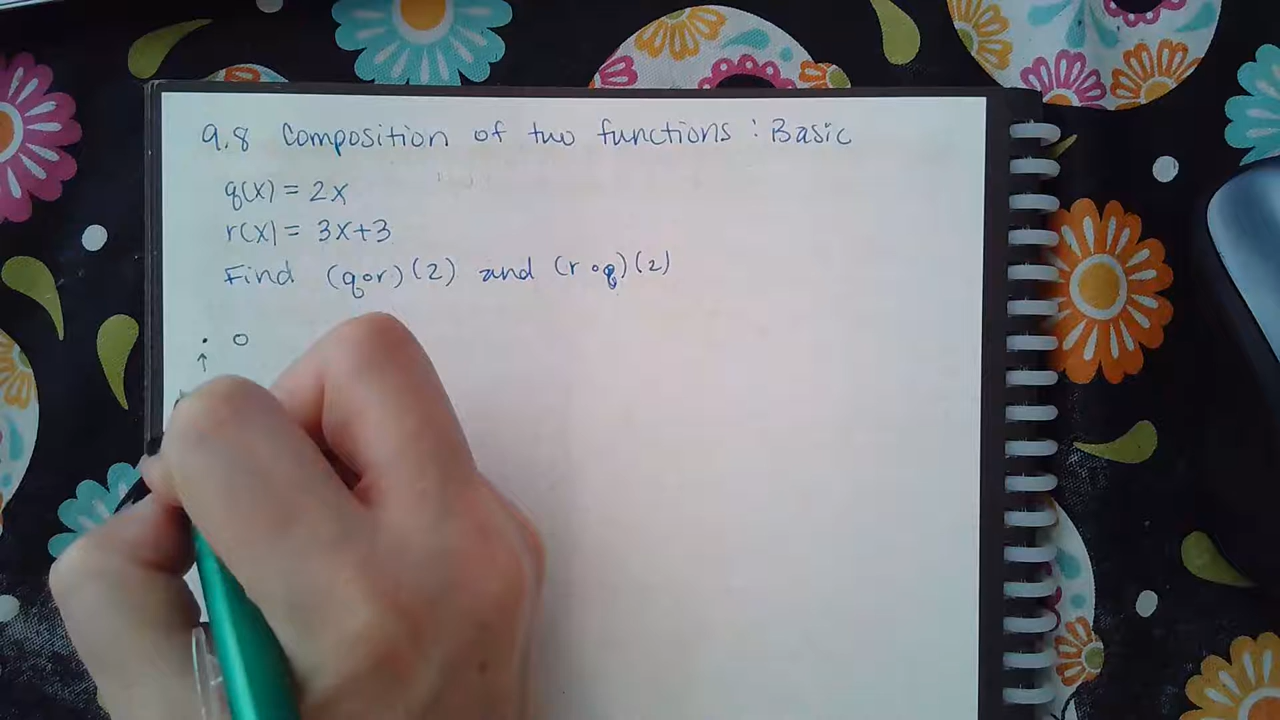 9.8 Composition of two functions : Basic
q(x) = 2x
r(x) = 3x+3
Find (q∘r)(2) and (r∘q)(2)
. ∘
↑